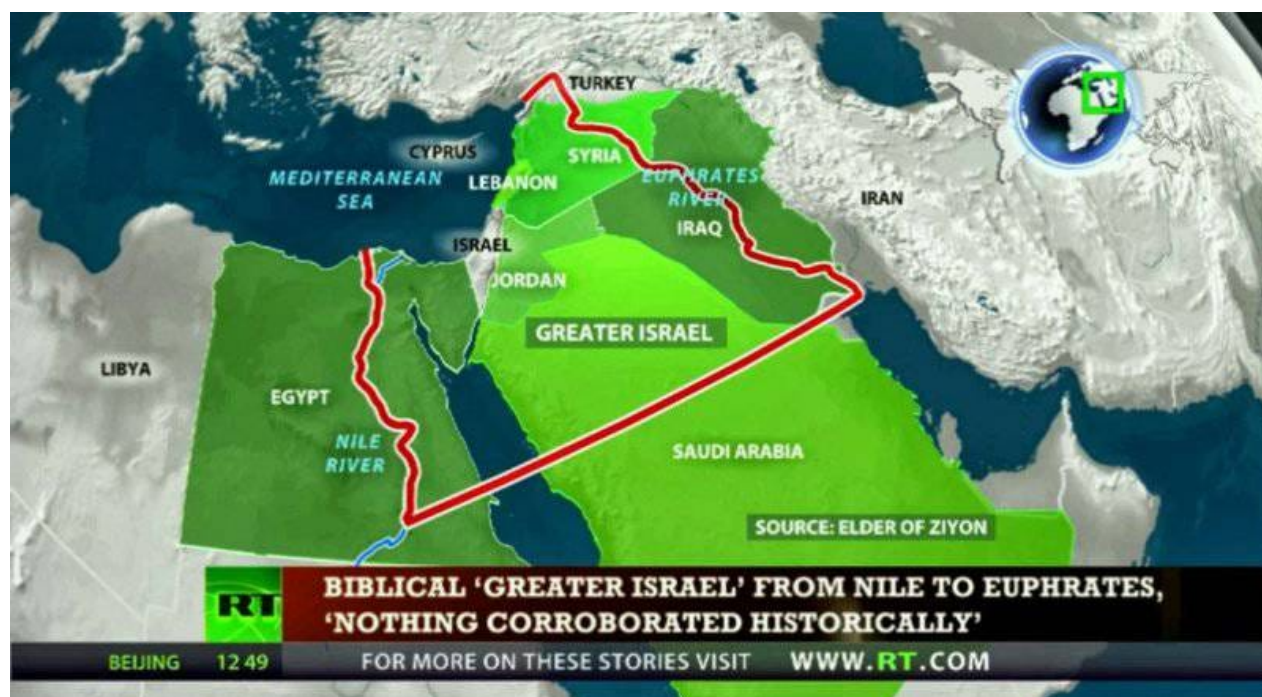 TURKEY
CYPRUS
SYRIA
MEDITERRANEAN
SEA
LEBANON
EUPHRATES
RIVER
IRAQ
IRAN
ISRAEL
JORDAN
GREATER ISRAEL
LIBYA
EGYPT
NILE
RIVER
SAUDI ARABIA
SOURCE: ELDER OF ZIYON
RT
BIBLICAL ‘GREATER ISRAEL’ FROM NILE TO EUPHRATES,
‘NOTHING CORROBORATED HISTORICALLY’
BEIJING 12 49 FOR MORE ON THESE STORIES VISIT WWW.RT.COM